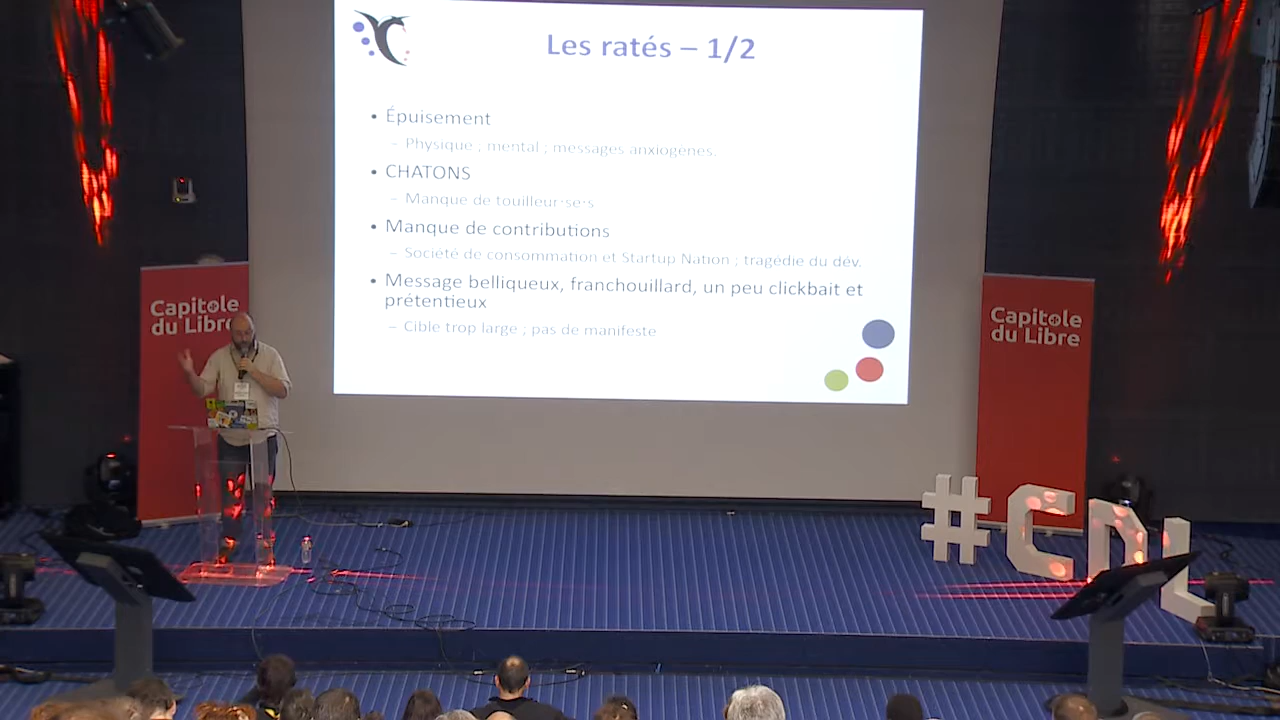 Les ratés – 1/2
• Épuisement
– Physique ; mental ; messages anxiogènes.
• CHATONS
– Manque de touilleur·se·s
• Manque de contributions
– Société de consommation et Startup Nation ; tragédie du dév.
• Message belliqueux, franchouillard, un peu clickbait et
prétentieux
– Cible trop large ; pas de manifeste
Capitole
du Libre
Capitole
du Libre
#CDL